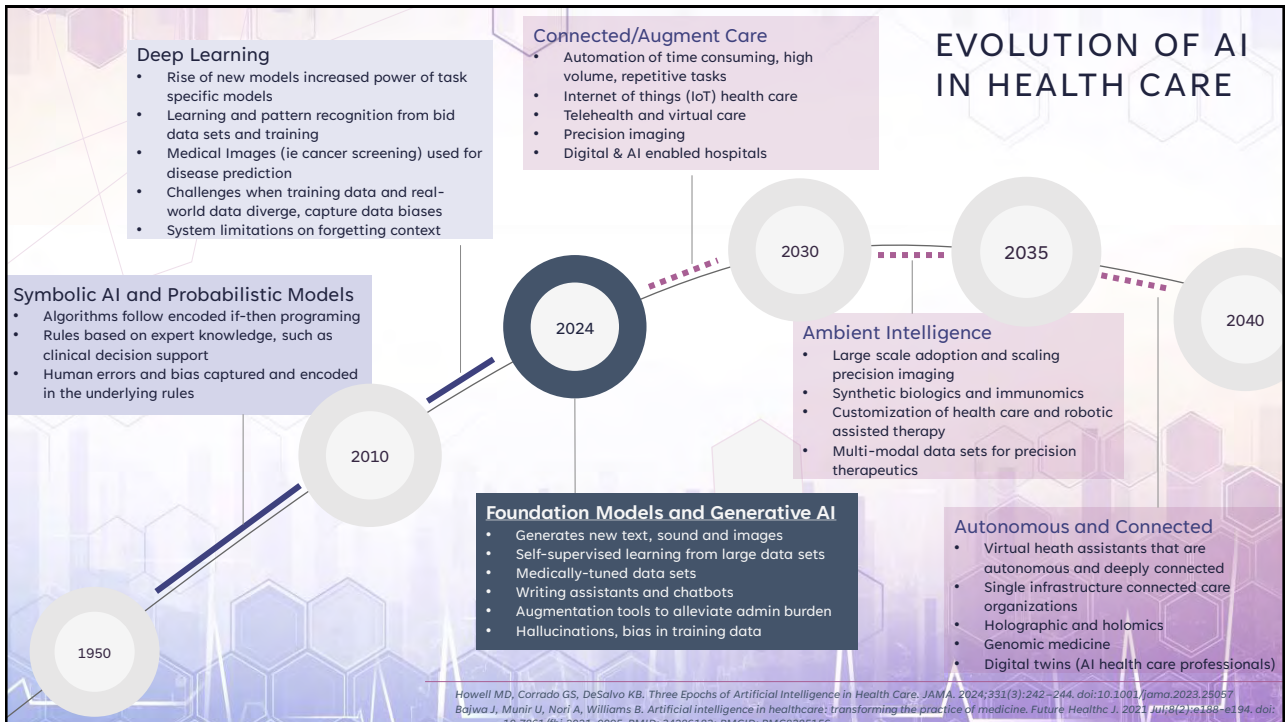 EVOLUTION OF AI
IN HEALTH CARE
Deep Learning
• Rise of new models increased power of task
specific models
• Learning and pattern recognition from bid
data sets and training
• Medical Images (ie cancer screening) used for
disease prediction
• Challenges when training data and real-
world data diverge, capture data biases
• System limitations on forgetting context
Connected/Augment Care
• Automation of time consuming, high
volume, repetitive tasks
• Internet of things (IoT) health care
• Telehealth and virtual care
• Precision imaging
• Digital & AI enabled hospitals
Symbolic AI and Probabilistic Models
• Algorithms follow encoded if-then programing
• Rules based on expert knowledge, such as
clinical decision support
• Human errors and bias captured and encoded
in the underlying rules
1950
2010
2024
2030
2035
2040
Ambient Intelligence
• Large scale adoption and scaling
precision imaging
• Synthetic biologics and immunomics
• Customization of health care and robotic
assisted therapy
• Multi-modal data sets for precision
therapeutics
Foundation Models and Generative AI
• Generates new text, sound and images
• Self-supervised learning from large data sets
• Medically-tuned data sets
• Writing assistants and chatbots
• Augmentation tools to alleviate admin burden
• Hallucinations, bias in training data
Autonomous and Connected
• Virtual heath assistants that are
autonomous and deeply connected
• Single infrastructure connected care
organizations
• Holographic and holomics
• Genomic medicine
• Digital twins (AI health care professionals)
Howell MD, Corrado GS, DeSalvo KB. Three Epochs of Artificial Intelligence in Health Care. JAMA. 2024;331(3):242–244. doi:10.1001/jama.2023.25057
Bajwa J, Munir U, Nori A, Williams B. Artificial intelligence in healthcare: transforming the practice of medicine. Future Healthc J. 2021 Jul;8(2):e188-e194. doi: